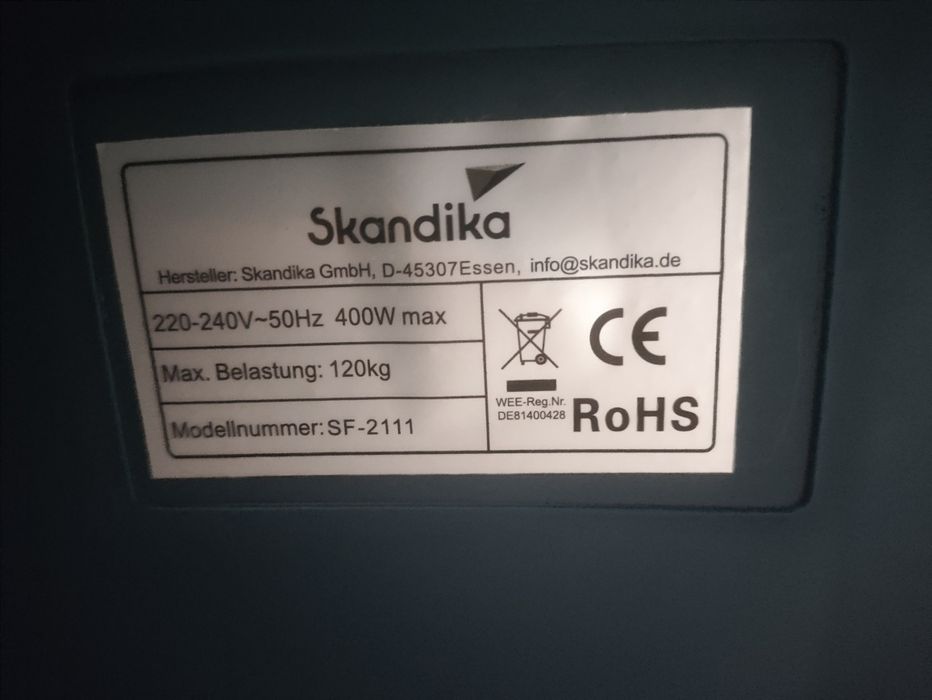 Skandika
Hersteller: Skandika GmbH, D-45307Essen, info@skandika.de
220-240V~50Hz 400W max
Max. Belastung: 120kg
Modellnummer: SF-2111
CE
WEE-Reg.Nr.
DE81400428
RoHS